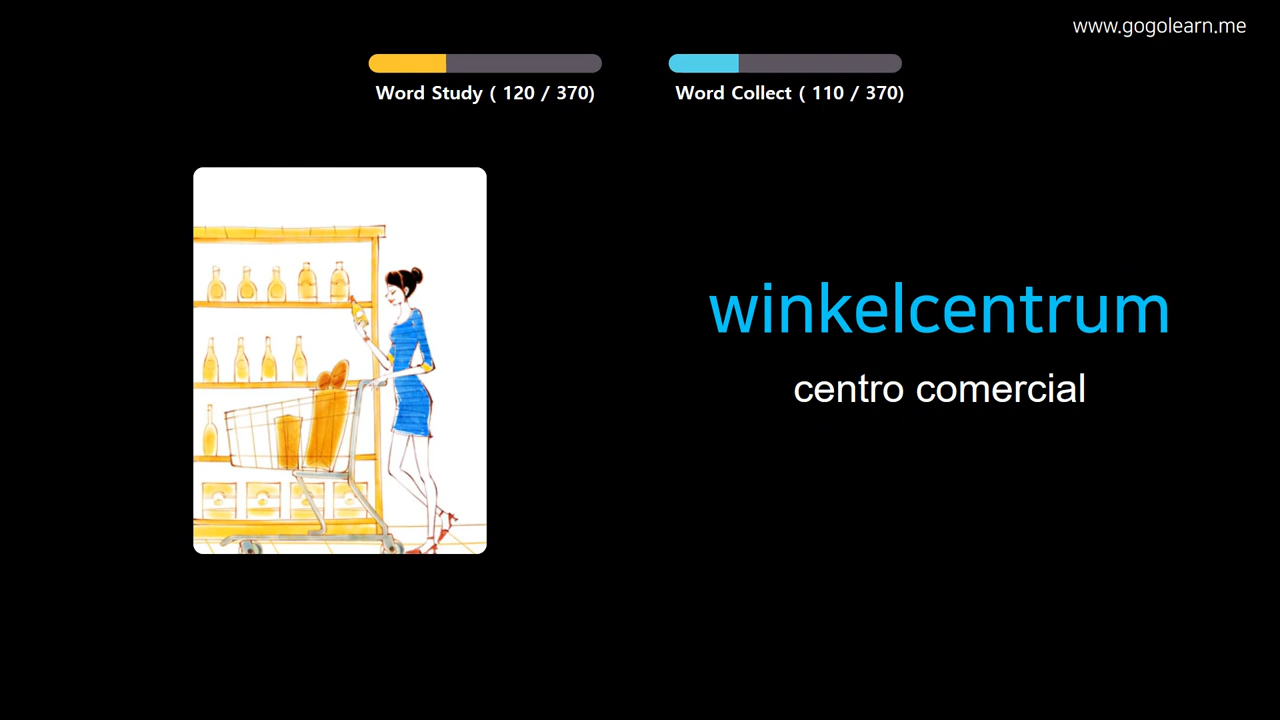 www.gogolearn.me
Word Study ( 120 / 370)
Word Collect ( 110 / 370)
winkelcentrum
centro comercial